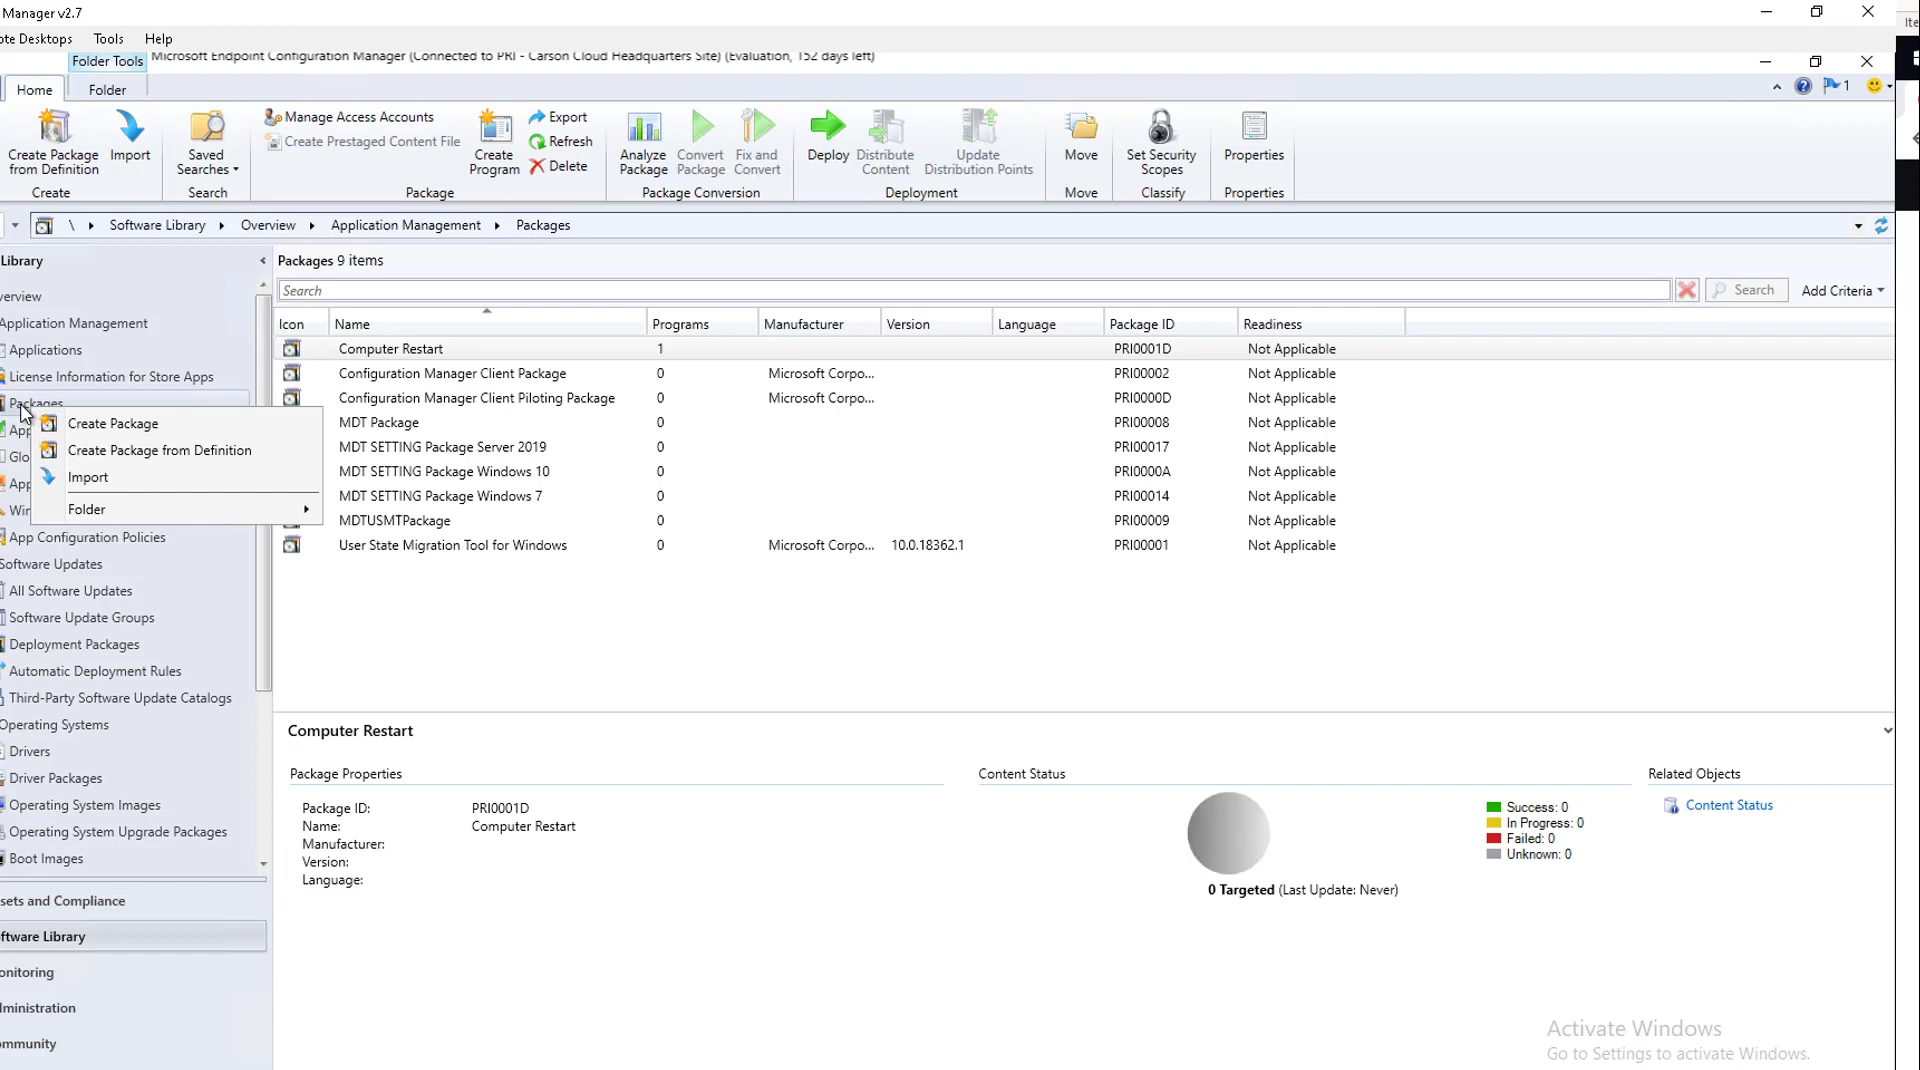 Manager v2.7
ote Desktops Tools Help
Folder Tools Microsoft Endpoint Configuration Manager (Connected to PRI - Carson Cloud Headquarters Site) (Evaluation, 152 days left)
Home Folder
1
Create Package from Definition
Import
Create
Saved Searches
Search
Manage Access Accounts
Create Prestaged Content File
Create Program
Export
Refresh
Delete
Package
Analyze Package
Convert Package
Fix and Convert
Package Conversion
Deploy
Distribute Content
Update Distribution Points
Deployment
Move
Move
Set Security Scopes
Classify
Properties
Properties
\ Software Library Overview Application Management Packages
Library
verview
Application Management
Applications
License Information for Store Apps
Packages
App
Glo
App
Win
App Configuration Policies
Software Updates
All Software Updates
Software Update Groups
Deployment Packages
Automatic Deployment Rules
Third-Party Software Update Catalogs
Operating Systems
Drivers
Driver Packages
Operating System Images
Operating System Upgrade Packages
Boot Images
sets and Compliance
ftware Library
onitoring
lministration
ommunity
Create Package
Create Package from Definition
Import
Folder
Packages 9 items
Search Search Add Criteria
Icon Name Programs Manufacturer Version Language Package ID Readiness
Computer Restart 1 PRI0001D Not Applicable
Configuration Manager Client Package 0 Microsoft Corpo... PRI00002 Not Applicable
Configuration Manager Client Piloting Package 0 Microsoft Corpo... PRI0000D Not Applicable
MDT Package 0 PRI00008 Not Applicable
MDT SETTING Package Server 2019 0 PRI00017 Not Applicable
MDT SETTING Package Windows 10 0 PRI0000A Not Applicable
MDT SETTING Package Windows 7 0 PRI00014 Not Applicable
MDTUSMTPackage 0 PRI00009 Not Applicable
User State Migration Tool for Windows 0 Microsoft Corpo... 10.0.18362.1 PRI00001 Not Applicable
Computer Restart
Package Properties
Package ID: PRI0001D
Name: Computer Restart
Manufacturer:
Version:
Language:
Content Status
Success: 0
In Progress: 0
Failed: 0
Unknown: 0
0 Targeted (Last Update: Never)
Related Objects
Content Status
Activate Windows
Go to Settings to activate Windows.